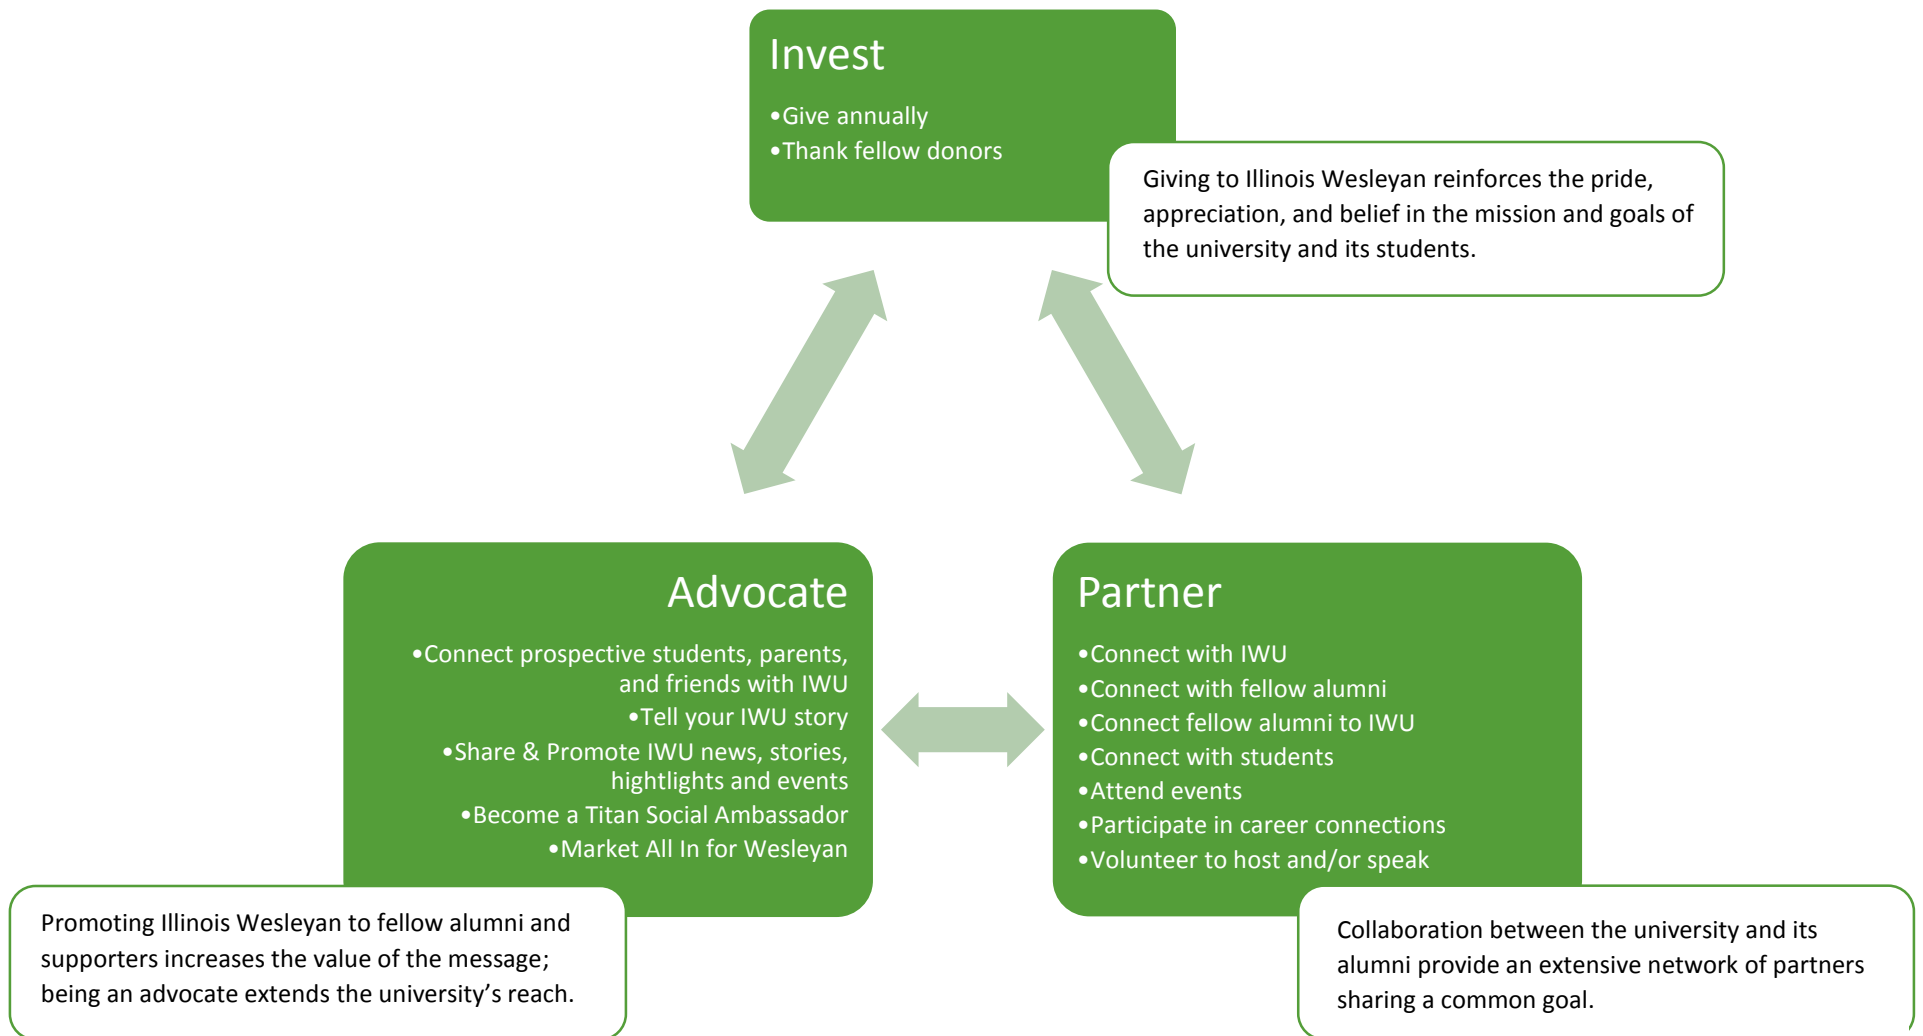 Invest
•Give annually
•Thank fellow donors
Giving to Illinois Wesleyan reinforces the pride,
appreciation, and belief in the mission and goals of
the university and its students.
Advocate
•Connect prospective students, parents,
and friends with IWU
•Tell your IWU story
•Share & Promote IWU news, stories,
hightlights and events
•Become a Titan Social Ambassador
•Market All In for Wesleyan
Promoting Illinois Wesleyan to fellow alumni and
supporters increases the value of the message;
being an advocate extends the university’s reach.
Partner
•Connect with IWU
•Connect with fellow alumni
•Connect fellow alumni to IWU
•Connect with students
•Attend events
•Participate in career connections
•Volunteer to host and/or speak
Collaboration between the university and its
alumni provide an extensive network of partners
sharing a common goal.